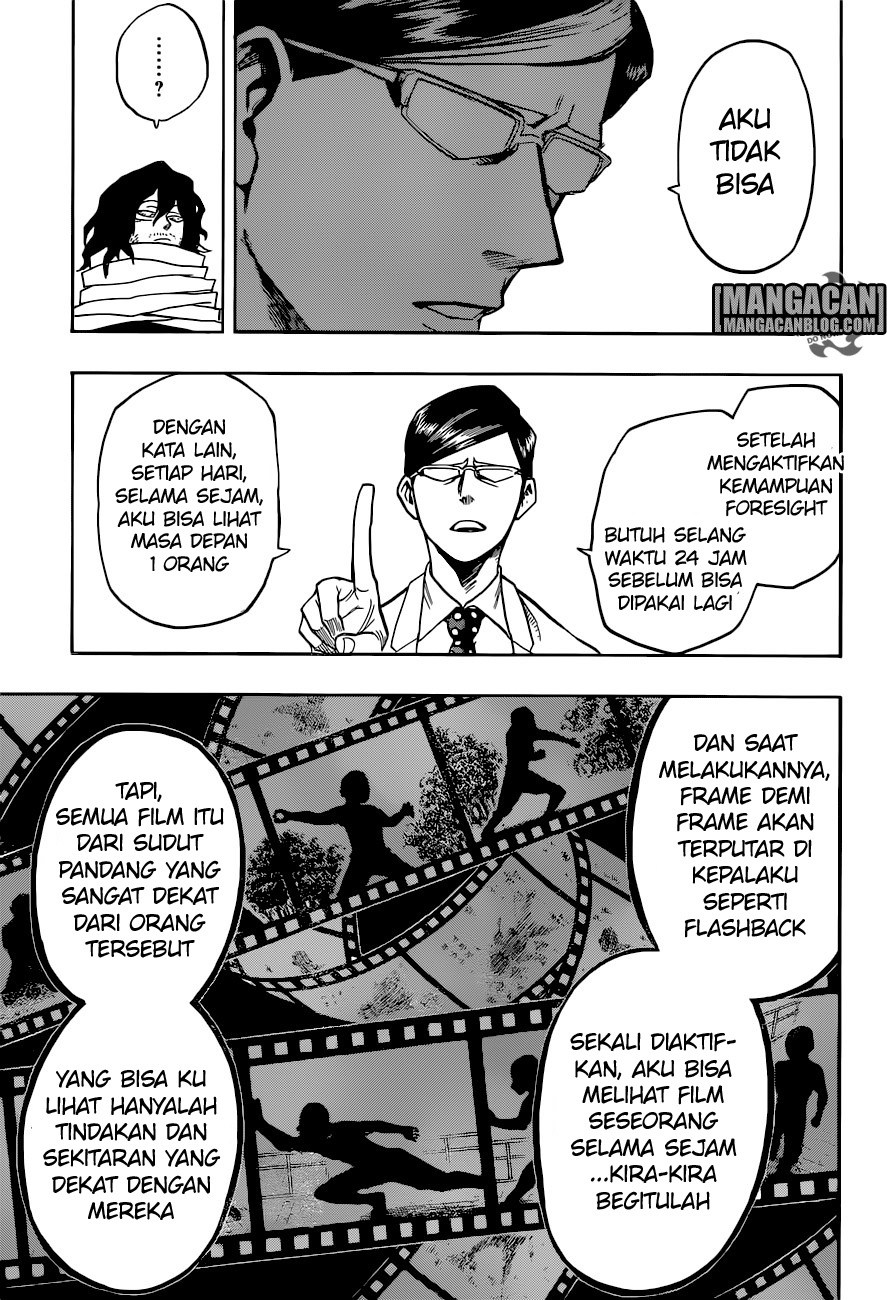 AKU
TIDAK
BISA
......
?
[MANGACAN]
MANGACANBLOG.COM
SETELAH
MENGAKTIFKAN
KEMAMPUAN
FORESIGHT
BUTUH SELANG
WAKTU 24 JAM
SEBELUM BISA
DIPAKAI LAGI
DENGAN
KATA LAIN,
SETIAP HARI,
SELAMA SEJAM,
AKU BISA LIHAT
MASA DEPAN
1 ORANG
DAN SAAT
MELAKUKANNYA,
FRAME DEMI
FRAME AKAN
TERPUTAR DI
KEPALAKU
SEPERTI
FLASHBACK
SEKALI DIAKTIF-
KAN, AKU BISA
MELIHAT FILM
SESEORANG
SELAMA SEJAM
...KIRA-KIRA
BEGITULAH
TAPI,
SEMUA FILM ITU
DARI SUDUT
PANDANG YANG
SANGAT DEKAT
DARI ORANG
TERSEBUT
YANG BISA KU
LIHAT HANYALAH
TINDAKAN DAN
SEKITARAN YANG
DEKAT DENGAN
MEREKA